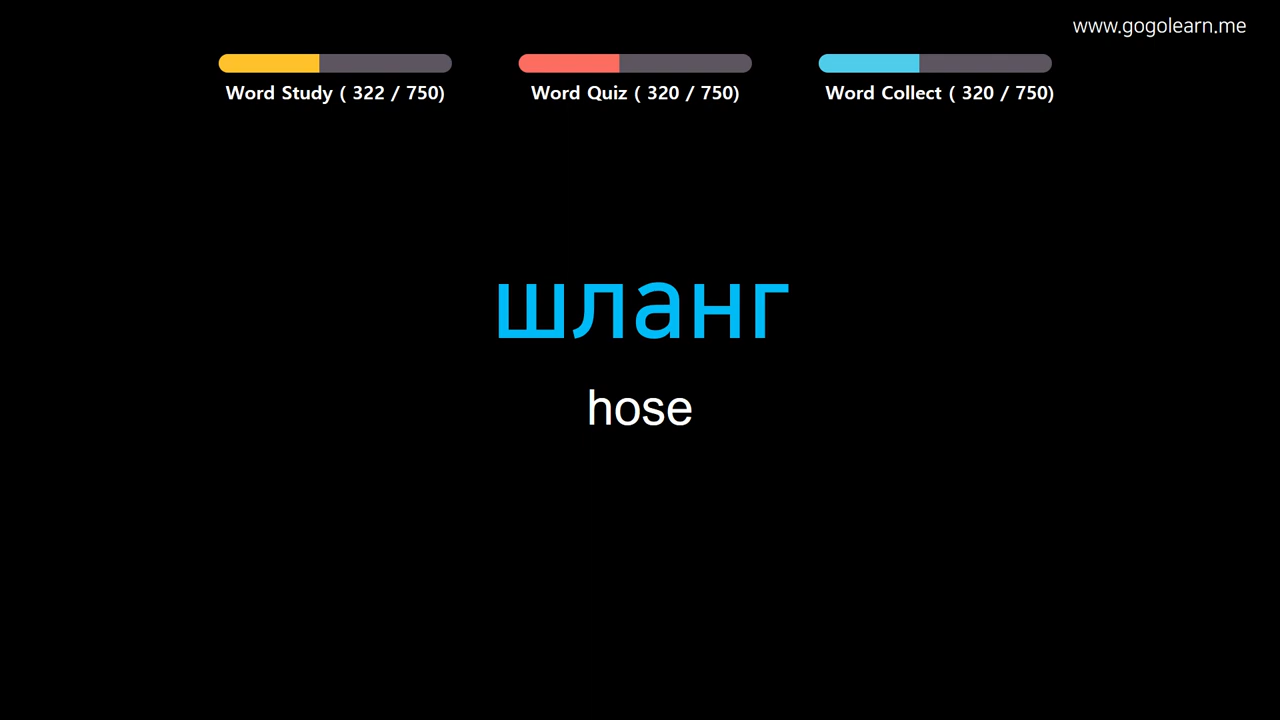 www.gogolearn.me
Word Study ( 322 / 750)
Word Quiz ( 320 / 750)
Word Collect ( 320 / 750)
шланг
hose